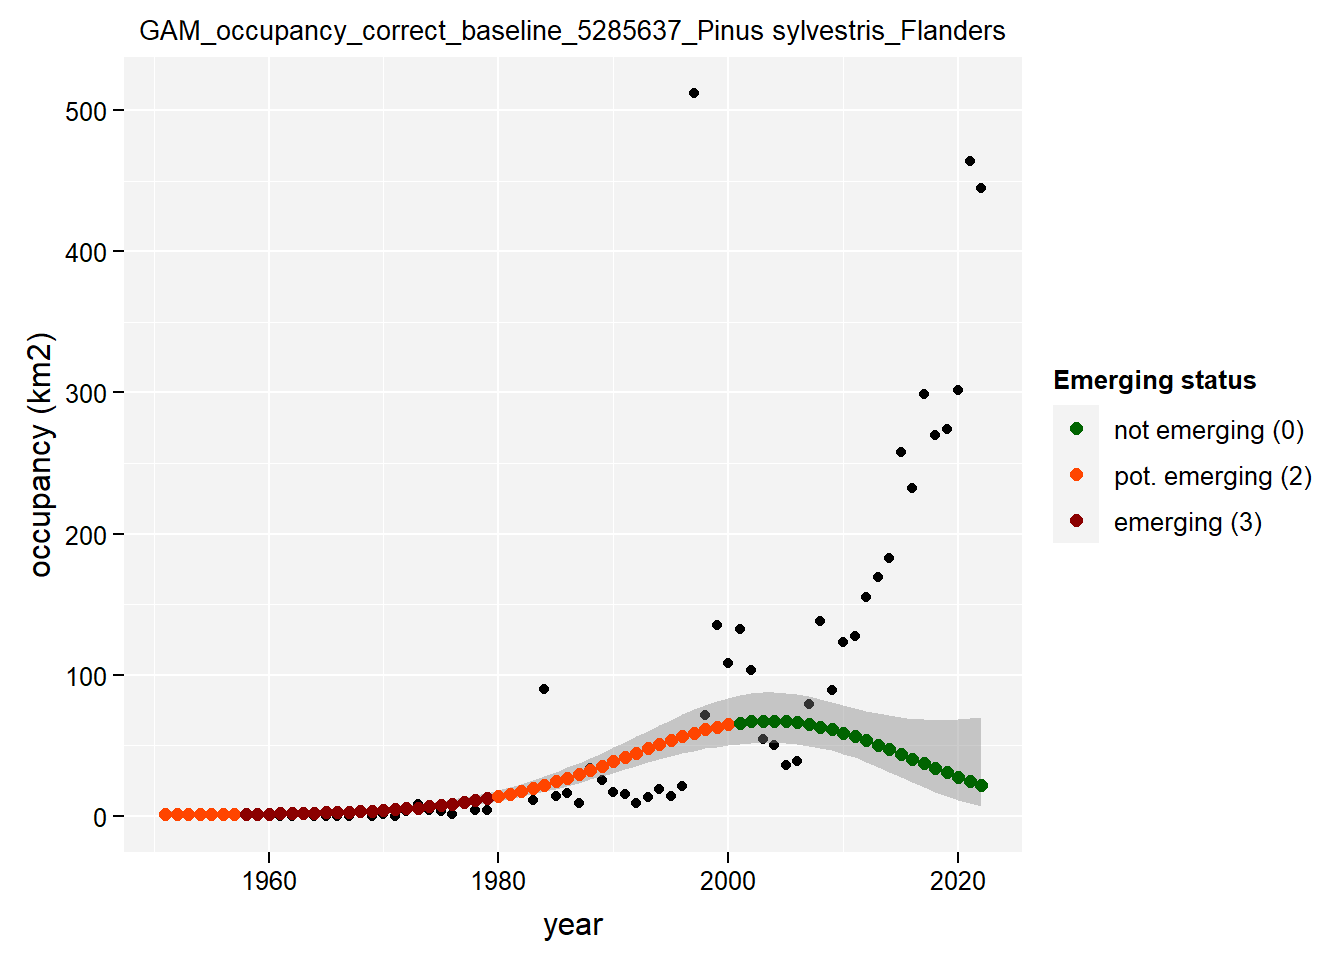 GAM_occupancy_correct_baseline_5285637_Pinus sylvestris_Flanders
500
400
300
200
100
0
occupancy (km2)
1960 1980 2000 2020
year
Emerging status
not emerging (0)
pot. emerging (2)
emerging (3)